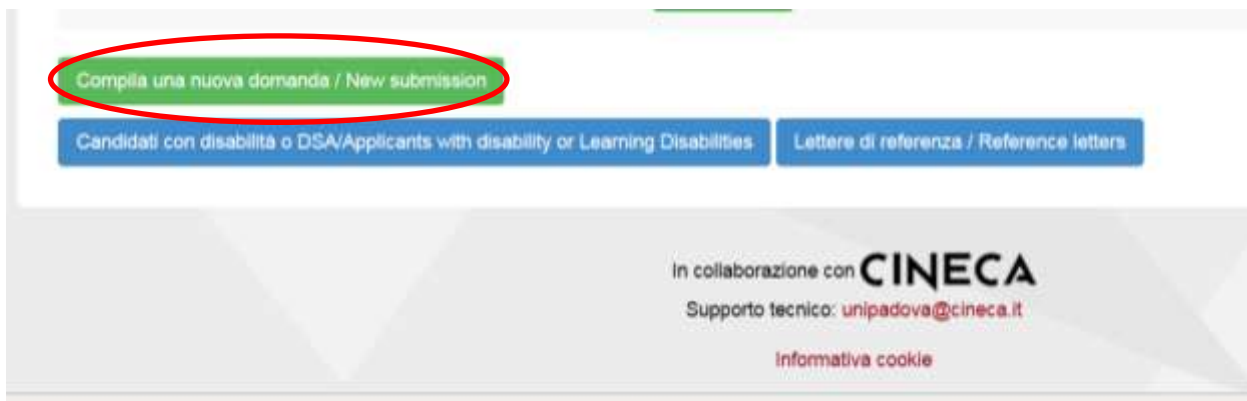 Compila una nuova domanda / New submission
Candidati con disabilità o DSA/Applicants with disability or Learning Disabilities
Lettere di referenza / Reference letters
In collaborazione con CINECA
Supporto tecnico: unipadova@cineca.it
Informativa cookie